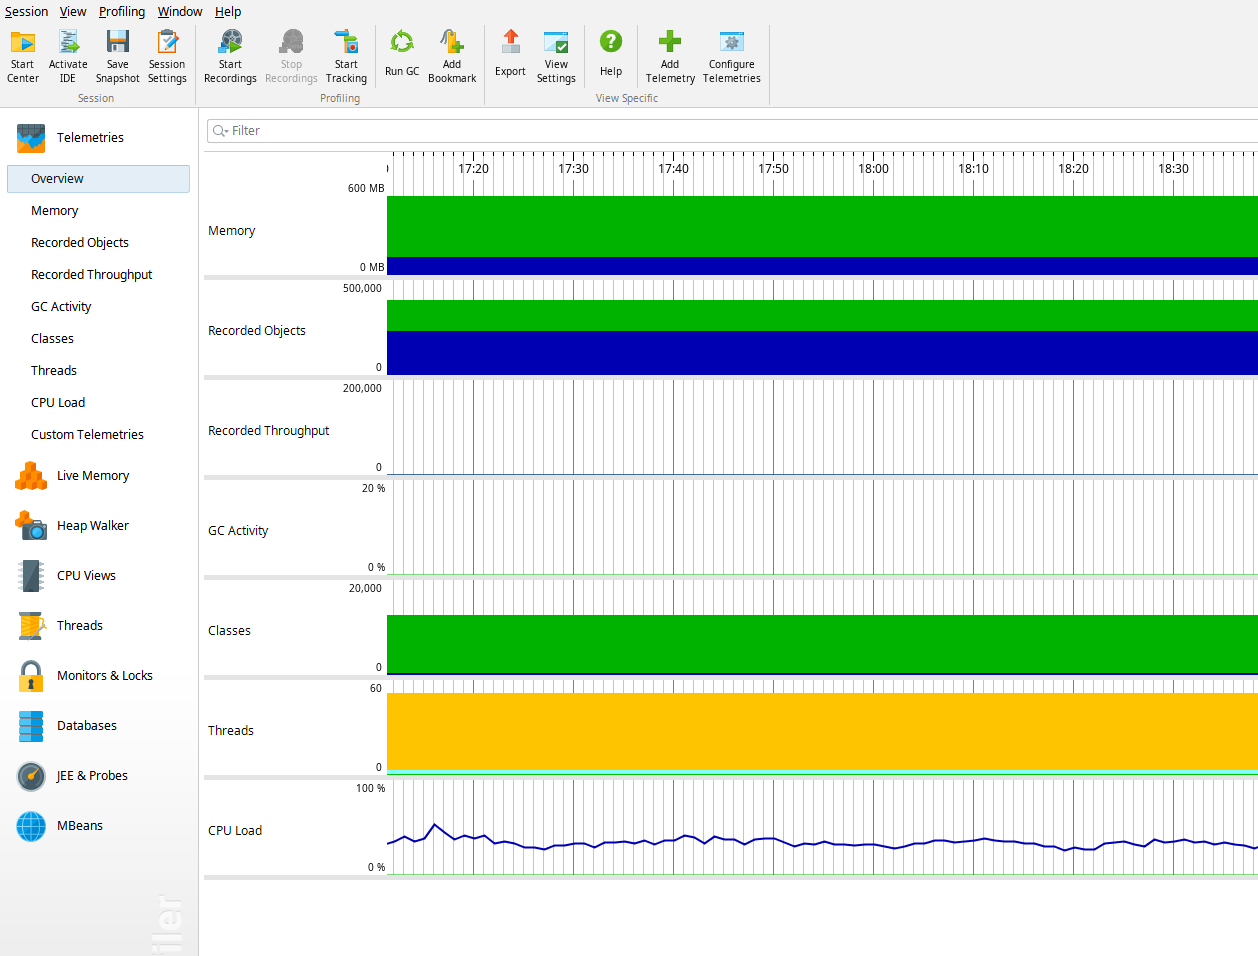 Session View Profiling Window Help
Start Center
Activate IDE
Save Snapshot
Session Settings
Start Recordings
Stop Recordings
Start Tracking
Run GC
Add Bookmark
Export
View Settings
Help
Add Telemetry
Configure Telemetries
Session Profiling View Specific
Telemetries
Overview
Memory
Recorded Objects
Recorded Throughput
GC Activity
Classes
Threads
CPU Load
Custom Telemetries
Live Memory
Heap Walker
CPU Views
Threads
Monitors & Locks
Databases
JEE & Probes
MBeans
Filter
17:20 17:30 17:40 17:50 18:00 18:10 18:20 18:30
600 MB
Memory
0 MB
500,000
Recorded Objects
0
200,000
Recorded Throughput
0
20 %
GC Activity
0 %
20,000
Classes
0
60
Threads
0
100 %
CPU Load
0 %